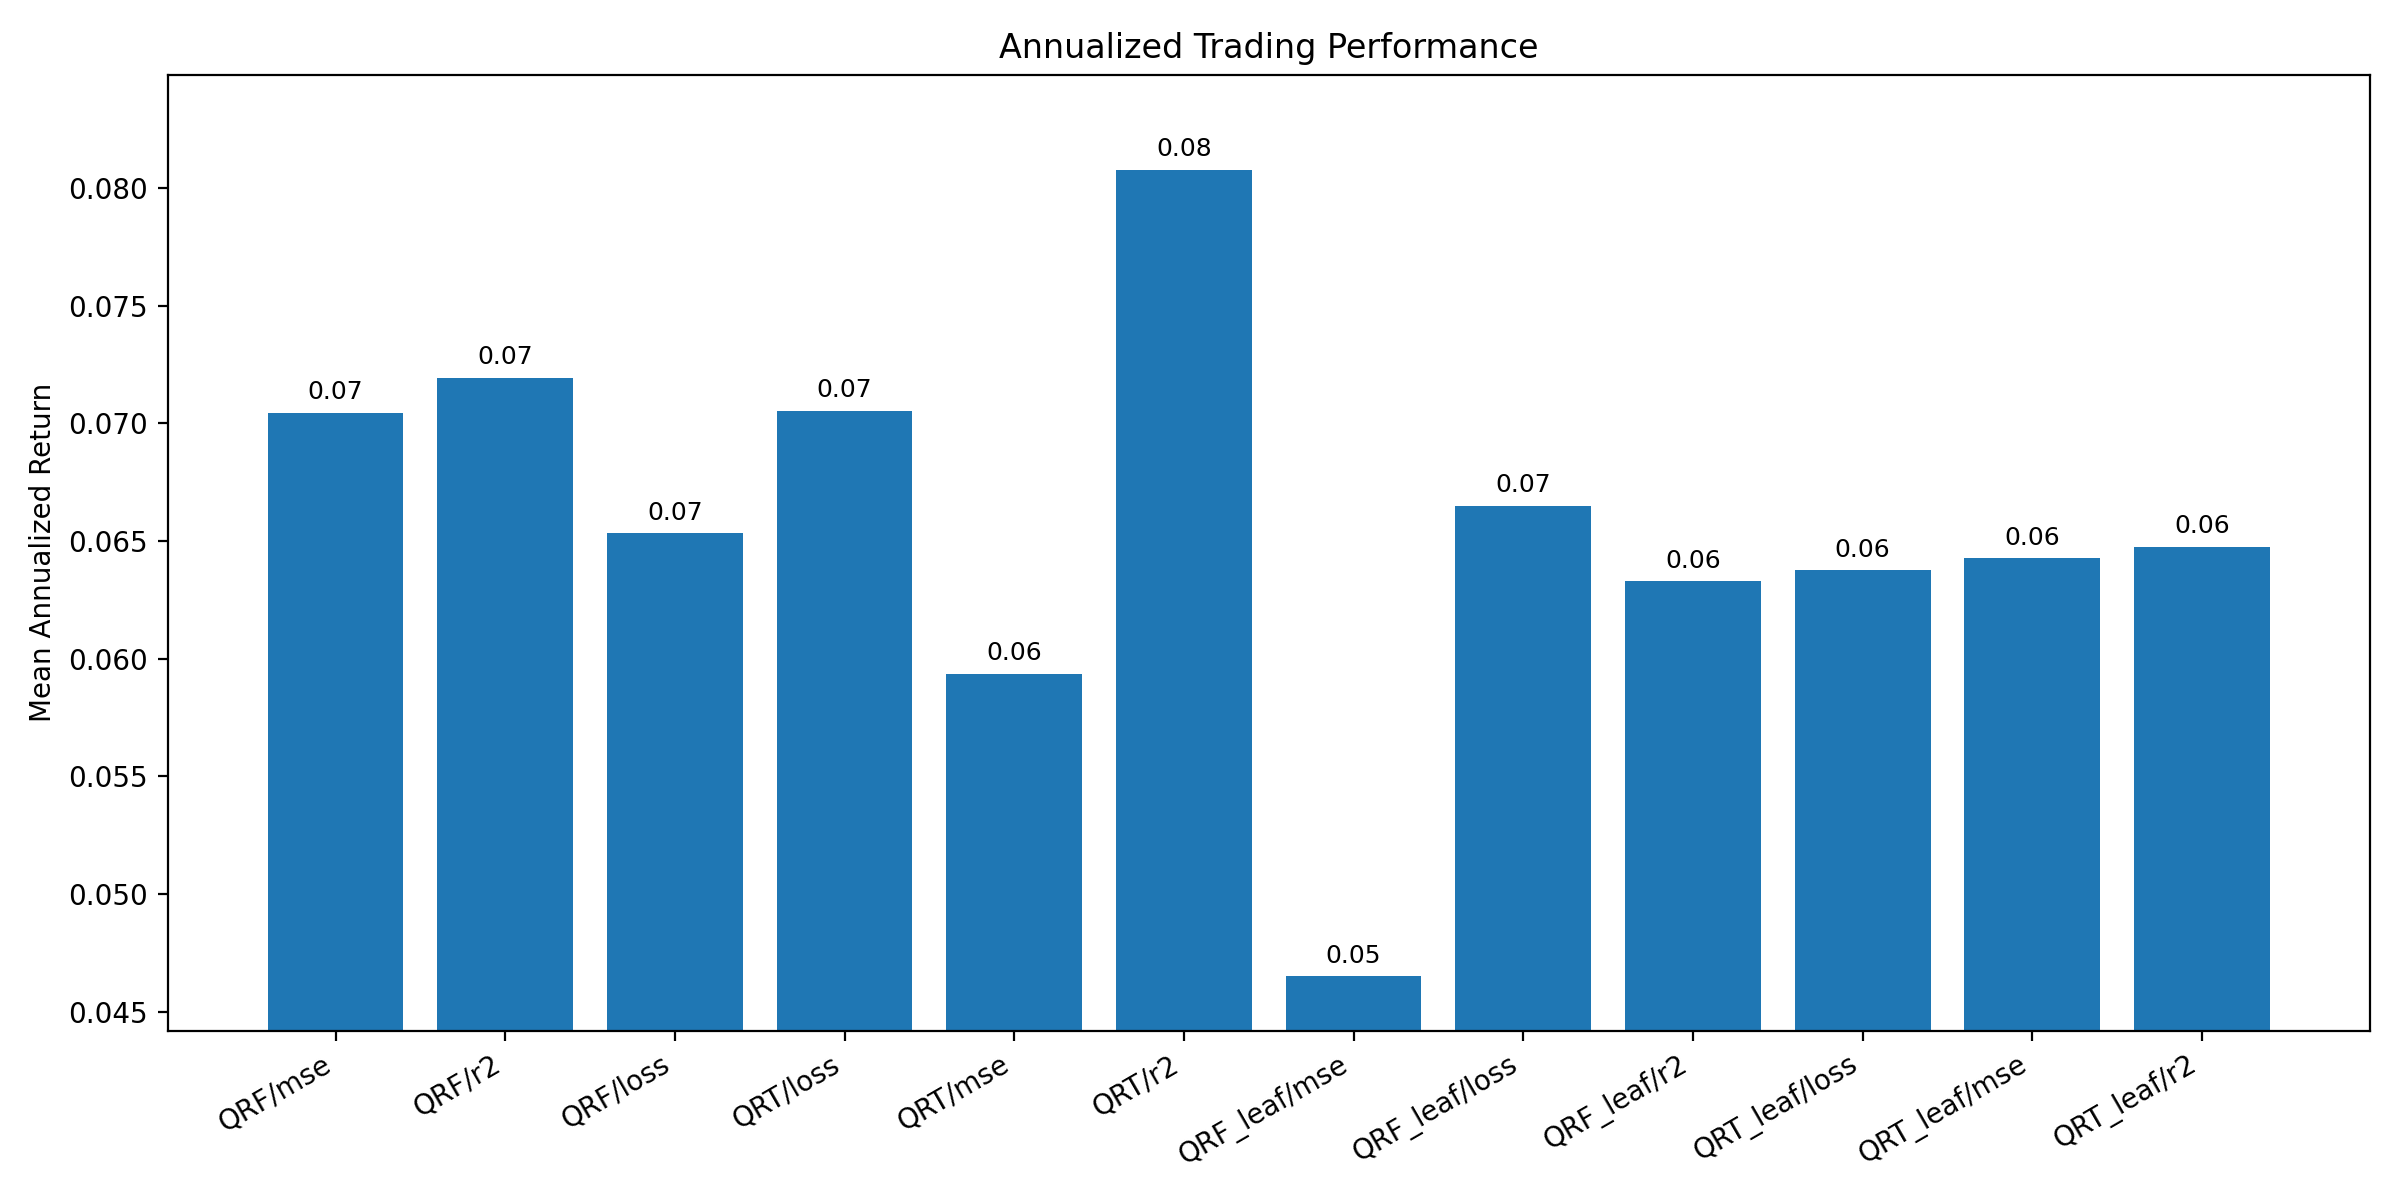 Annualized Trading Performance
Mean Annualized Return
0.080
0.075
0.070
0.065
0.060
0.055
0.050
0.045
0.07
0.07
0.07
0.07
0.06
0.08
0.05
0.07
0.06
0.06
0.06
0.06
QRF/mse
QRF/r2
QRF/loss
QRT/loss
QRT/mse
QRT/r2
QRF_leaf/mse
QRF_leaf/loss
QRF_leaf/r2
QRT_leaf/loss
QRT_leaf/mse
QRT_leaf/r2